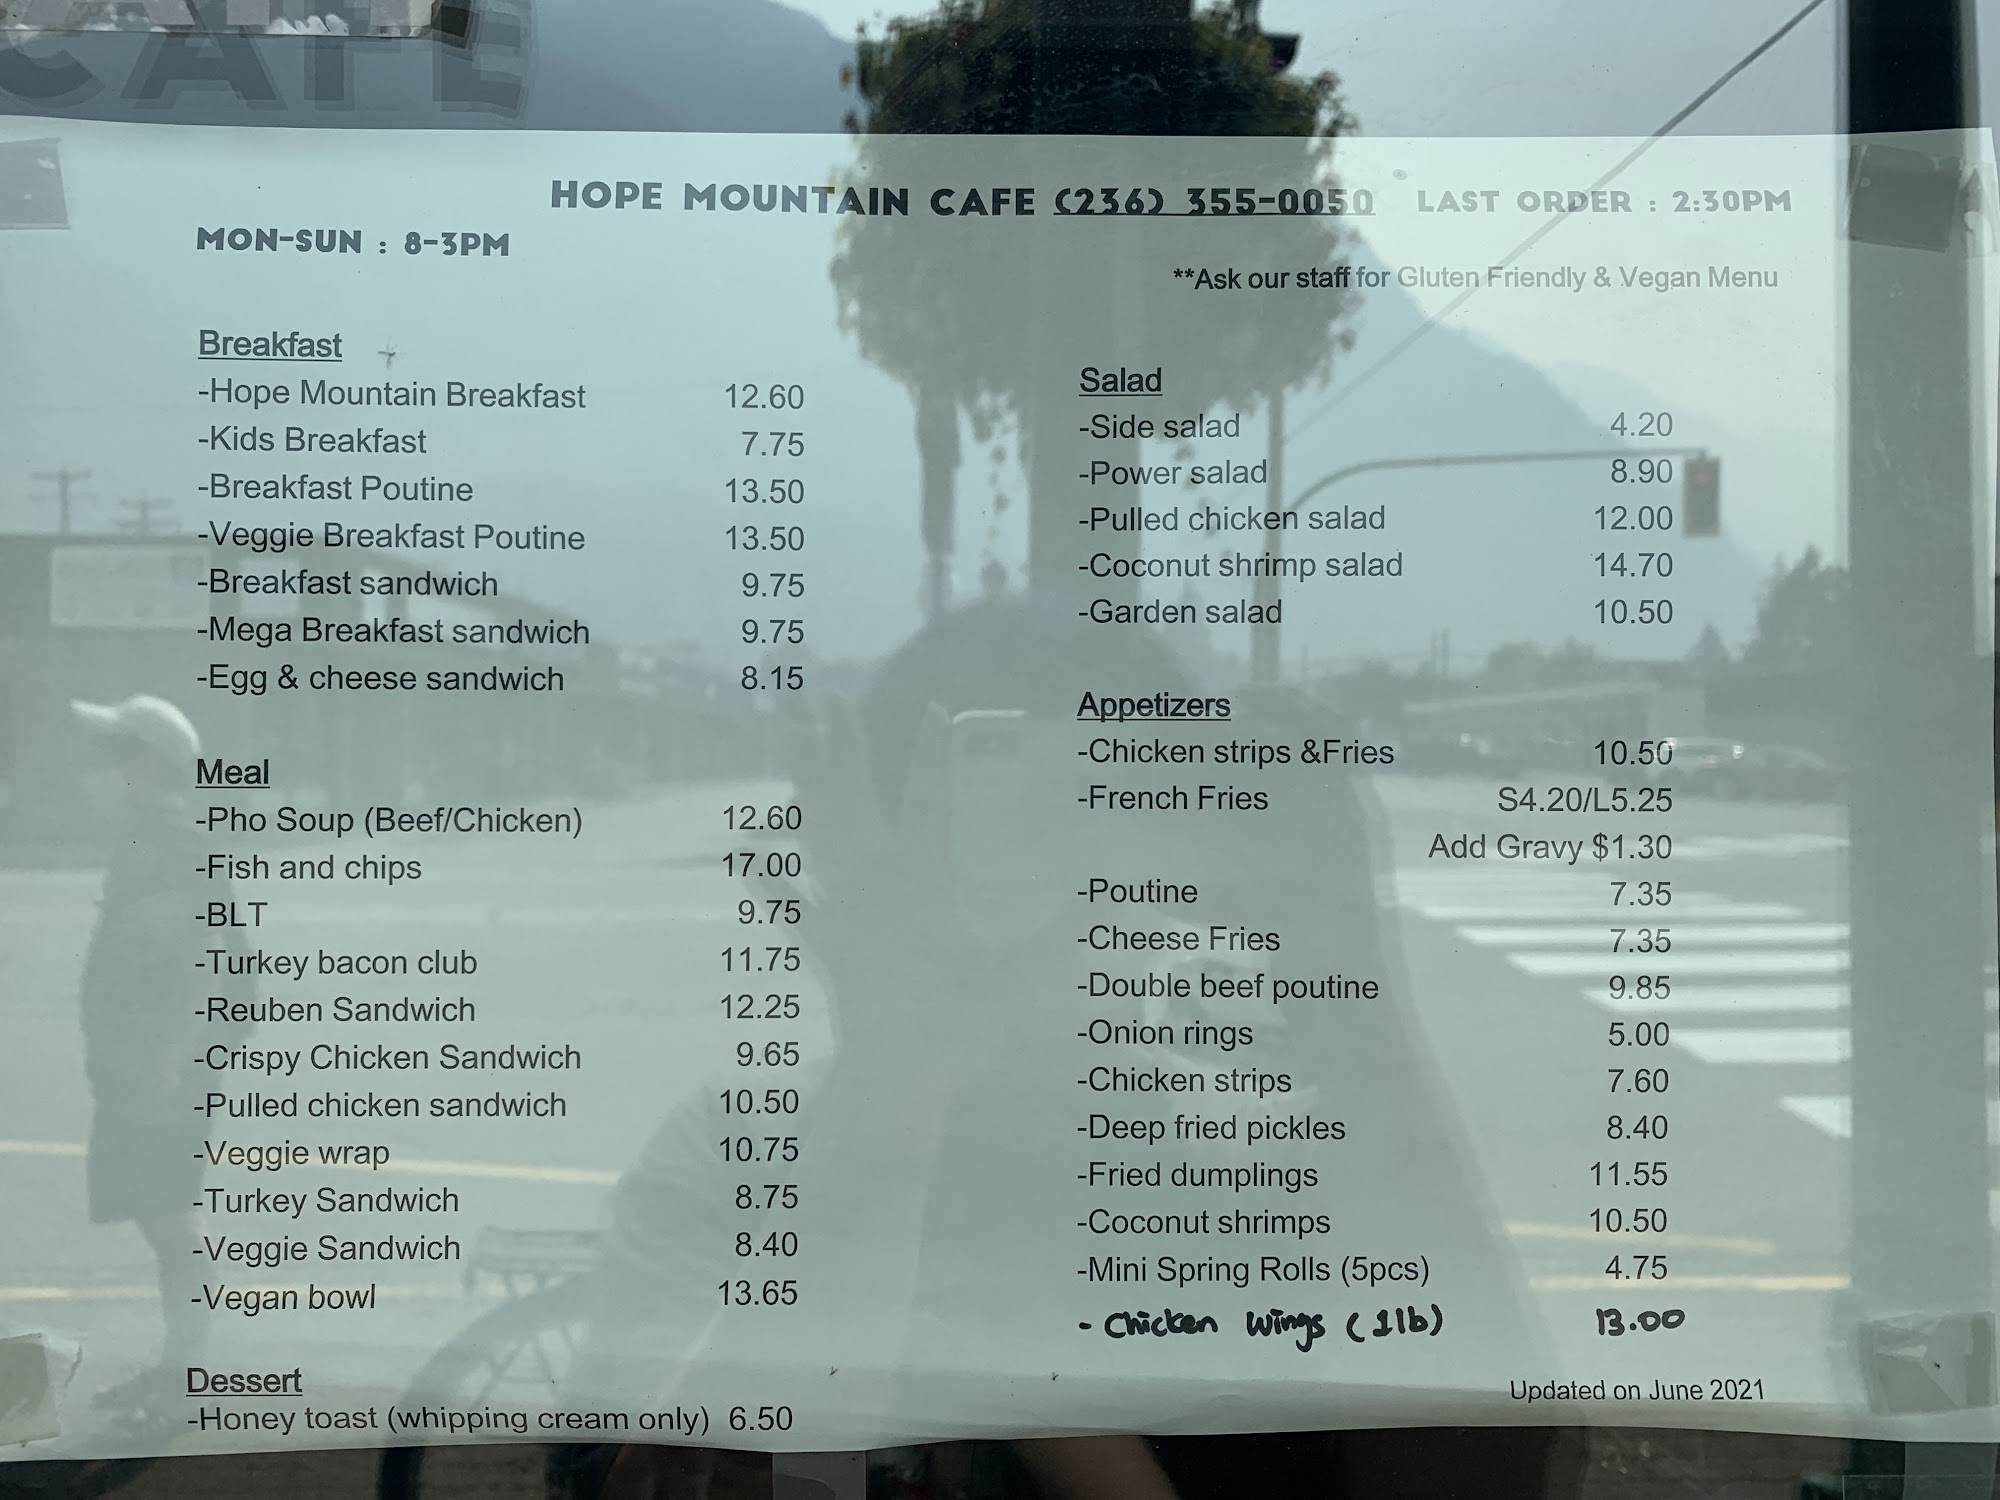 CAFE
HOPE MOUNTAIN CAFE (236) 355-0050 LAST ORDER : 2:30PM
MON-SUN : 8-3PM
**Ask our staff for Gluten Friendly & Vegan Menu
Breakfast
-Hope Mountain Breakfast 12.60
-Kids Breakfast 7.75
-Breakfast Poutine 13.50
-Veggie Breakfast Poutine 13.50
-Breakfast sandwich 9.75
-Mega Breakfast sandwich 9.75
-Egg & cheese sandwich 8.15
Meal
-Pho Soup (Beef/Chicken) 12.60
-Fish and chips 17.00
-BLT 9.75
-Turkey bacon club 11.75
-Reuben Sandwich 12.25
-Crispy Chicken Sandwich 9.65
-Pulled chicken sandwich 10.50
-Veggie wrap 10.75
-Turkey Sandwich 8.75
-Veggie Sandwich 8.40
-Vegan bowl 13.65
Dessert
-Honey toast (whipping cream only) 6.50
Salad
-Side salad 4.20
-Power salad 8.90
-Pulled chicken salad 12.00
-Coconut shrimp salad 14.70
-Garden salad 10.50
Appetizers
-Chicken strips &Fries 10.50
-French Fries S4.20/L5.25
Add Gravy $1.30
-Poutine 7.35
-Cheese Fries 7.35
-Double beef poutine 9.85
-Onion rings 5.00
-Chicken strips 7.60
-Deep fried pickles 8.40
-Fried dumplings 11.55
-Coconut shrimps 10.50
-Mini Spring Rolls (5pcs) 4.75
- Chicken Wings (1lb) 13.00
Updated on June 2021